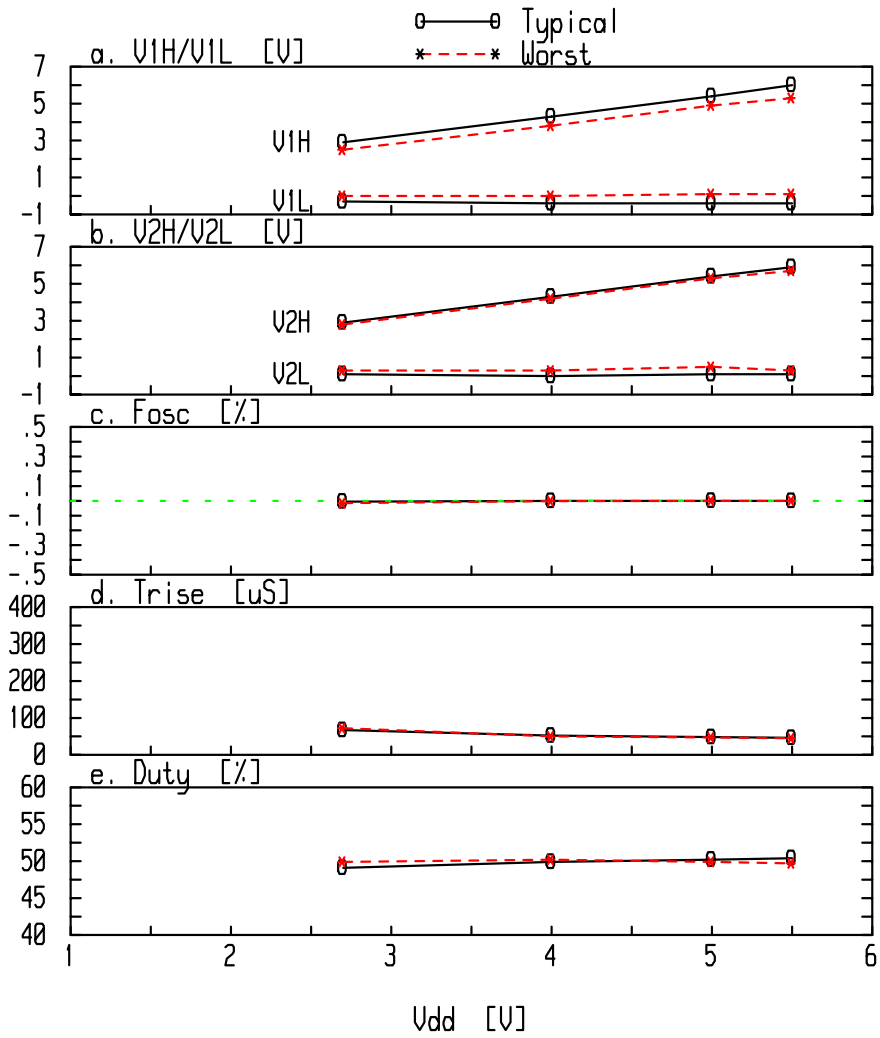 Typical
Worst
a. V1H/V1L [V]
7
5
3
1
-1
V1H
V1L
b. V2H/V2L [V]
7
5
3
1
-1
V2H
V2L
c. Fosc [%]
.5
.3
.1
-.1
-.3
-.5
d. Trise [uS]
400
300
200
100
0
e. Duty [%]
60
55
50
45
40
1 2 3 4 5 6
Vdd [V]